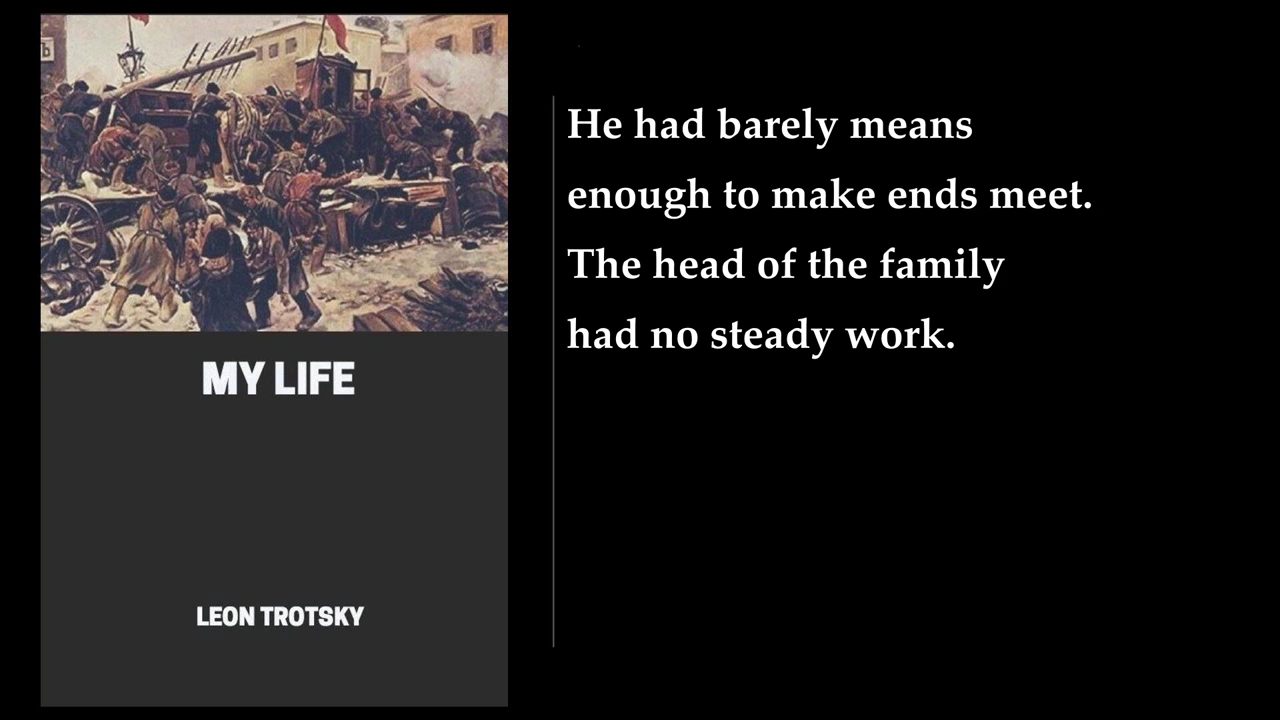 MY LIFE
LEON TROTSKY
He had barely means
enough to make ends meet.
The head of the family
had no steady work.